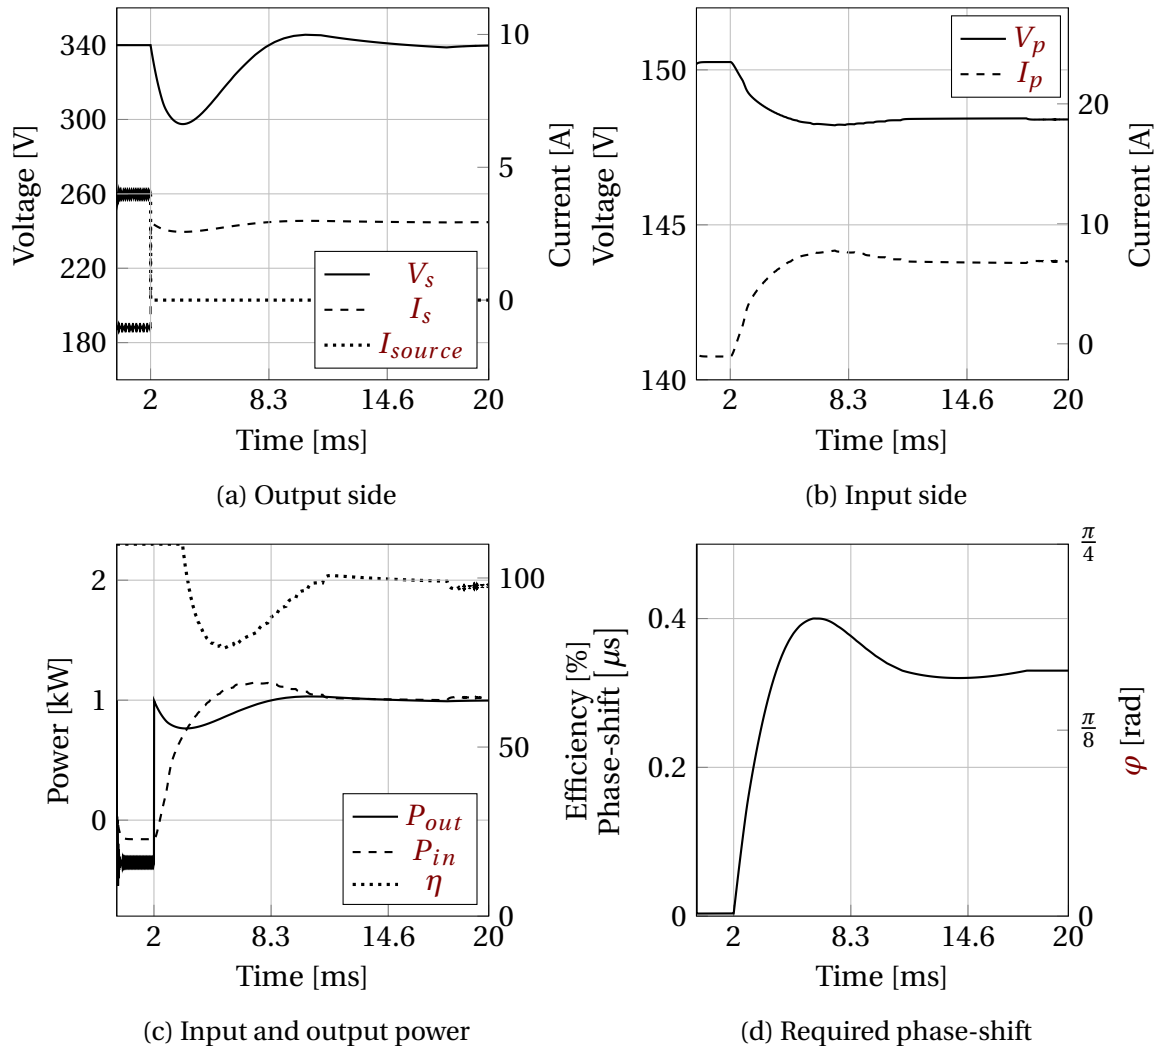 340
300
260
220
180
Voltage [V]
10
5
0
Current [A]
V_s
I_s
I_source
2 8.3 14.6 20
Time [ms]
(a) Output side
150
145
140
Voltage [V]
20
10
0
Current [A]
V_p
I_p
2 8.3 14.6 20
Time [ms]
(b) Input side
2
1
0
Power [kW]
100
50
0
Efficiency [%]
P_out
P_in
η
2 8.3 14.6 20
Time [ms]
(c) Input and output power
0.4
0.2
0
Phase-shift [μs]
π/4
π/8
0
φ [rad]
2 8.3 14.6 20
Time [ms]
(d) Required phase-shift